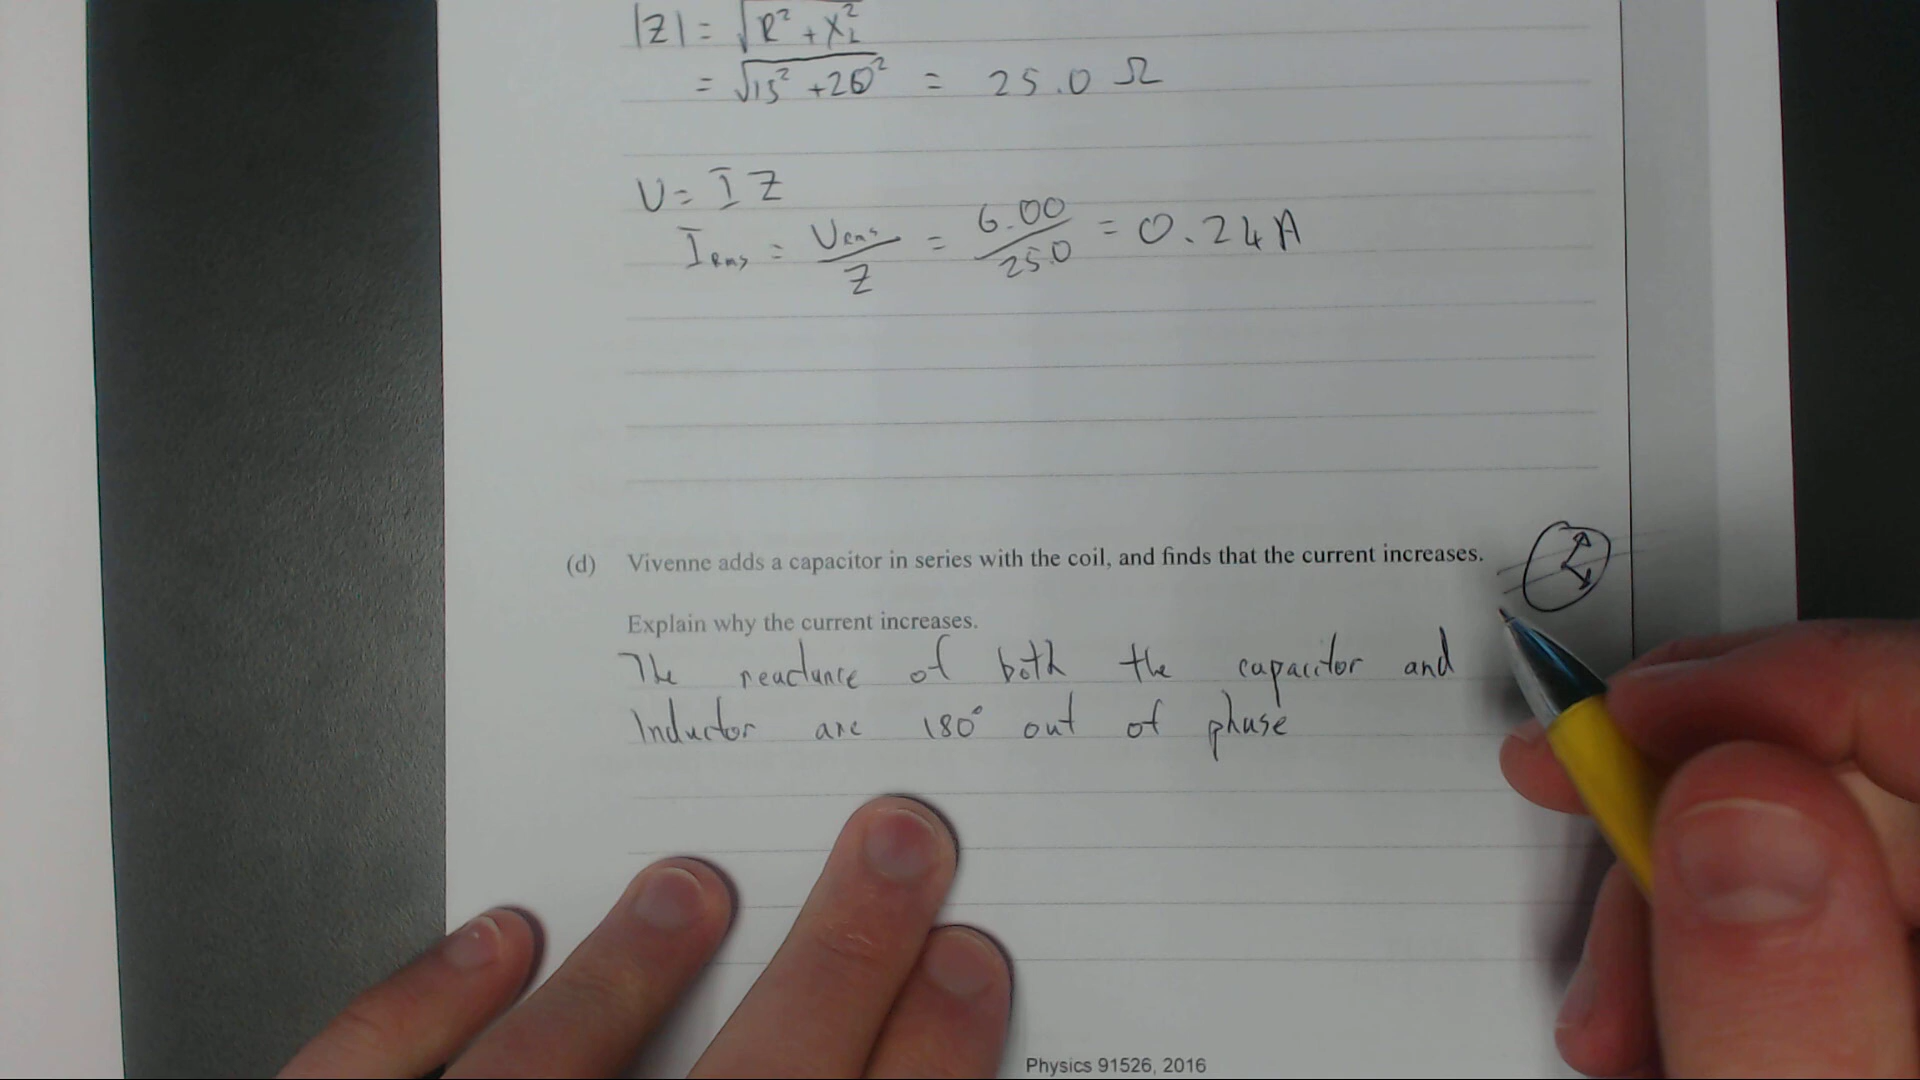 |Z| = √R² + X_L²
= √15² + 20² = 25.0 Ω
V = I Z
I_RMS = V_RMS / Z = 6.00 / 25.0 = 0.24 A
(d) Vivenne adds a capacitor in series with the coil, and finds that the current increases.
Explain why the current increases.
The reactance of both the capacitor and
Inductor are 180° out of phase
Physics 91526, 2016